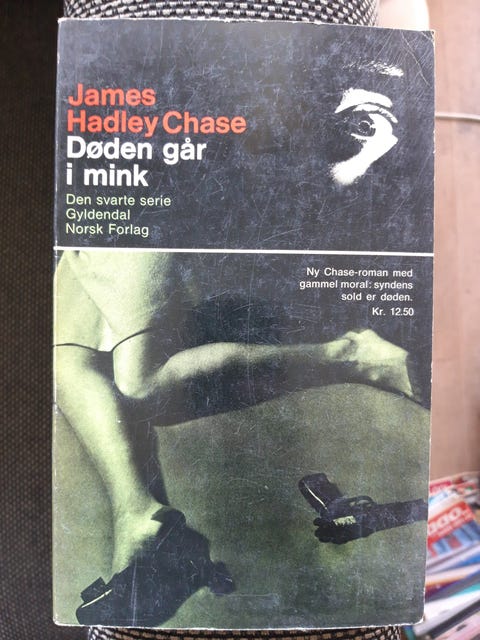 James
Hadley Chase
Døden går
i mink
Den svarte serie
Gyldendal
Norsk Forlag
Ny Chase-roman med
gammel moral: syndens
sold er døden.
Kr. 12.50